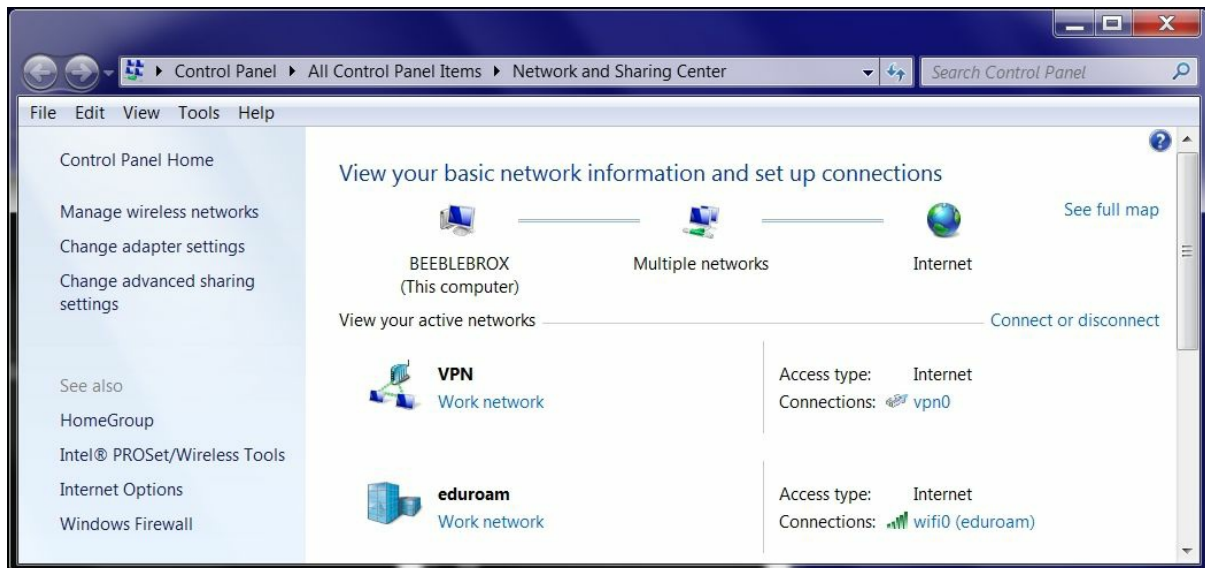 Control Panel ▸ All Control Panel Items ▸ Network and Sharing Center
Search Control Panel
File Edit View Tools Help
Control Panel Home
Manage wireless networks
Change adapter settings
Change advanced sharing
settings
See also
HomeGroup
Intel® PROSet/Wireless Tools
Internet Options
Windows Firewall
View your basic network information and set up connections
See full map
BEEBLEBROX
(This computer)
Multiple networks
Internet
View your active networks
Connect or disconnect
VPN
Work network
Access type: Internet
Connections: vpn0
eduroam
Work network
Access type: Internet
Connections: wifi0 (eduroam)